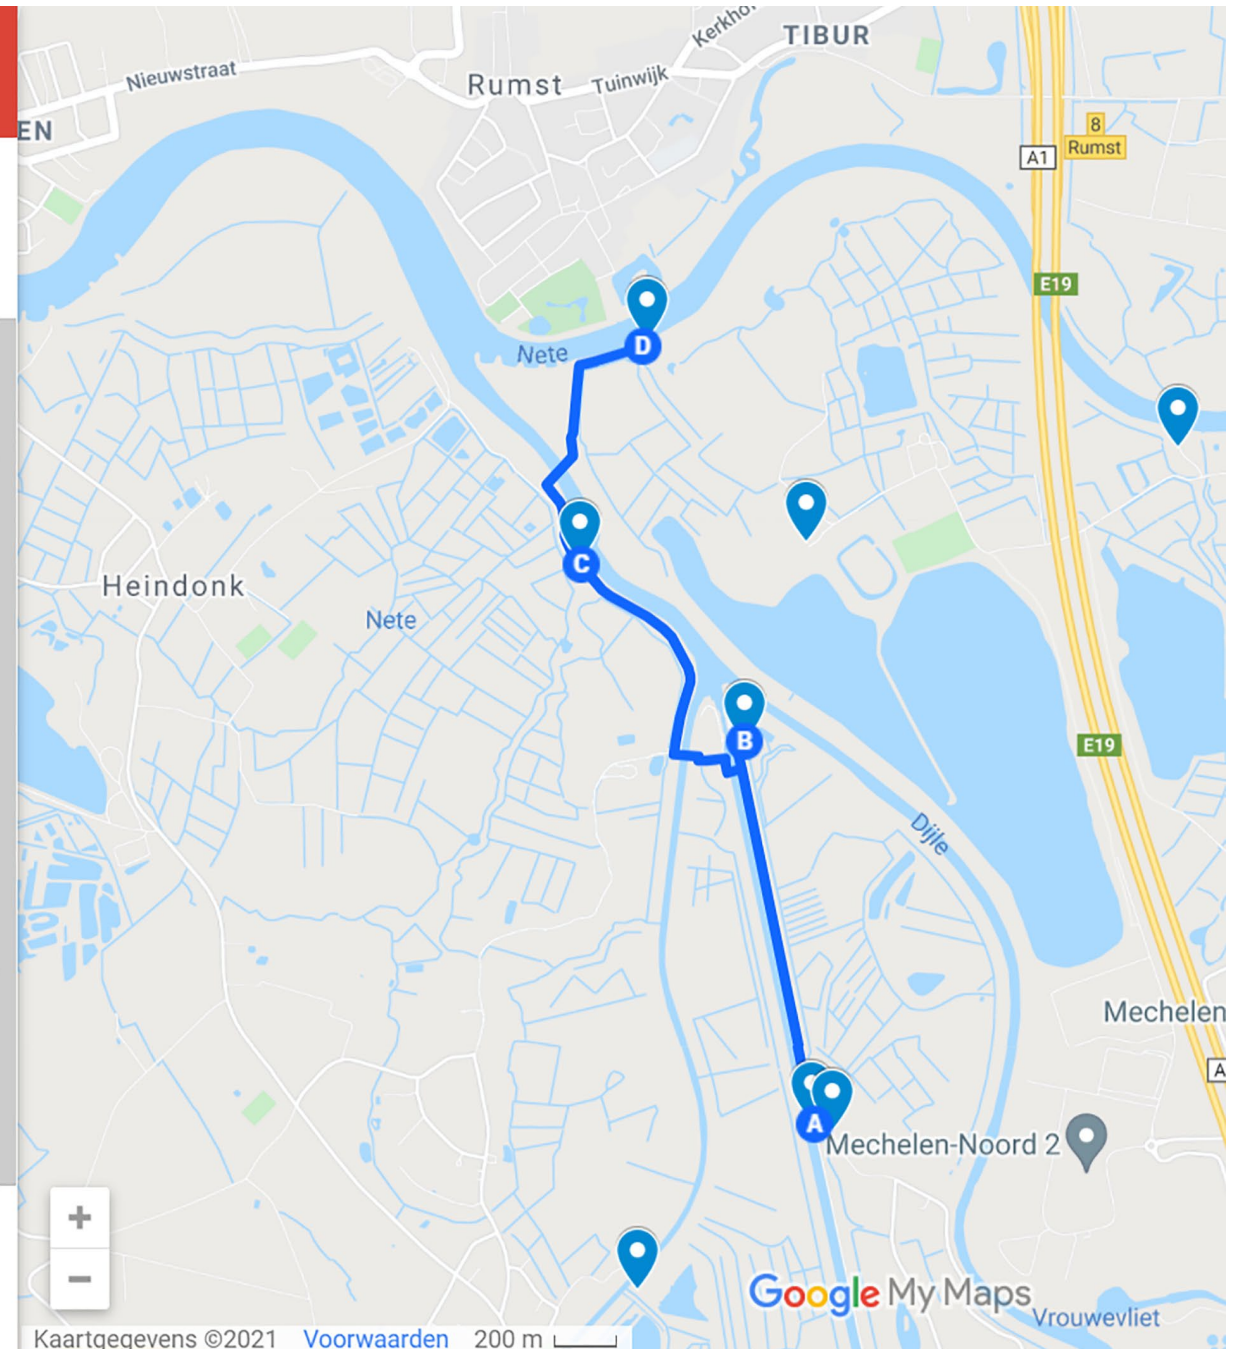 Kerkhof
TIBUR
Nieuwstraat
Rumst
Tuinwijk
EN
8
Rumst
A1
E19
Nete
D
C
Heindonk
Nete
B
E19
Dijle
Mechelen
A
A
Mechelen-Noord 2
+
−
Google My Maps
Vrouwevliet
Kaartgegevens ©2021 Voorwaarden 200 m